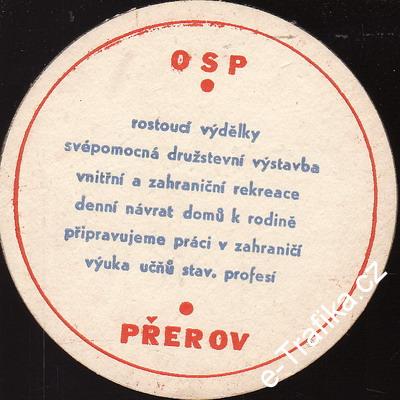 OSP
rostoucí výdělky
svépomocná družstevní výstavba
vnitřní a zahraniční rekreace
denní návrat domů k rodině
připravujeme práci v zahraničí
výuka učňů stav. profesí
PŘEROV
e-Trafika.cz